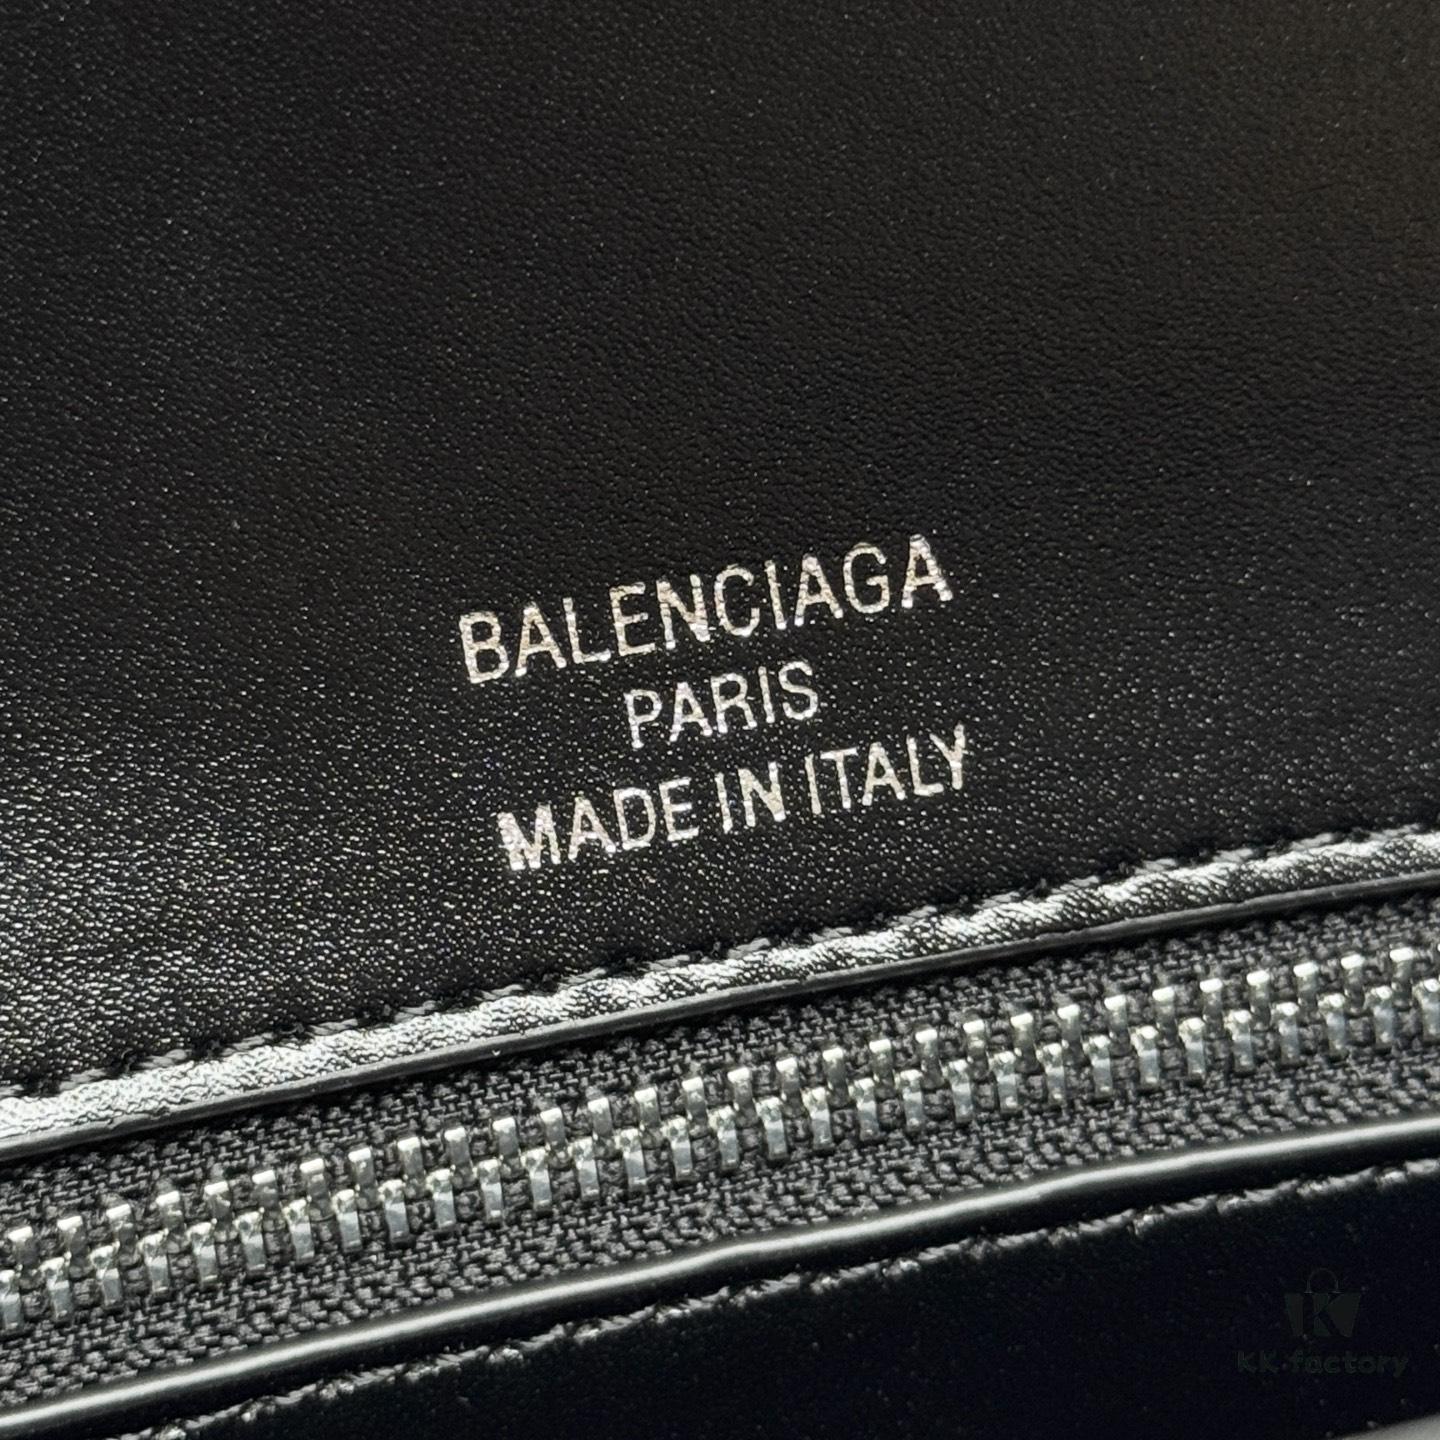 BALENCIAGA
PARIS
MADE IN ITALY
K
KK·factory